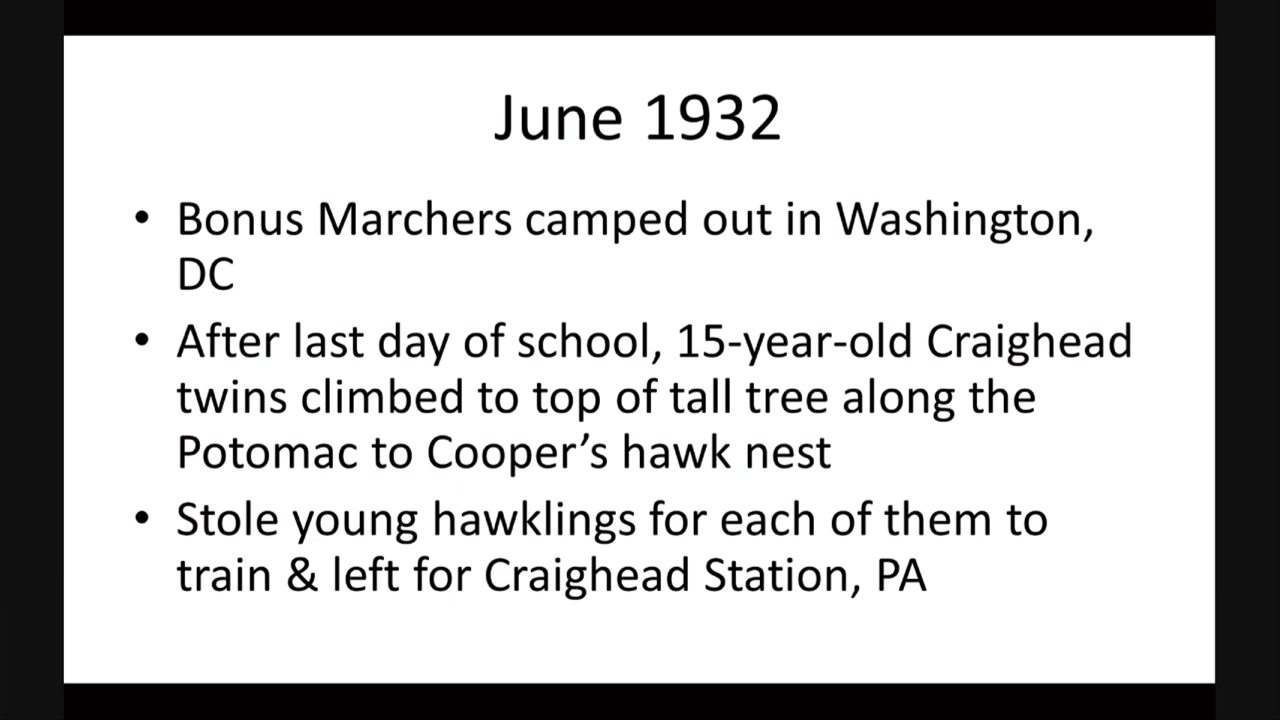 June 1932
• Bonus Marchers camped out in Washington,
DC
• After last day of school, 15-year-old Craighead
twins climbed to top of tall tree along the
Potomac to Cooper’s hawk nest
• Stole young hawklings for each of them to
train & left for Craighead Station, PA